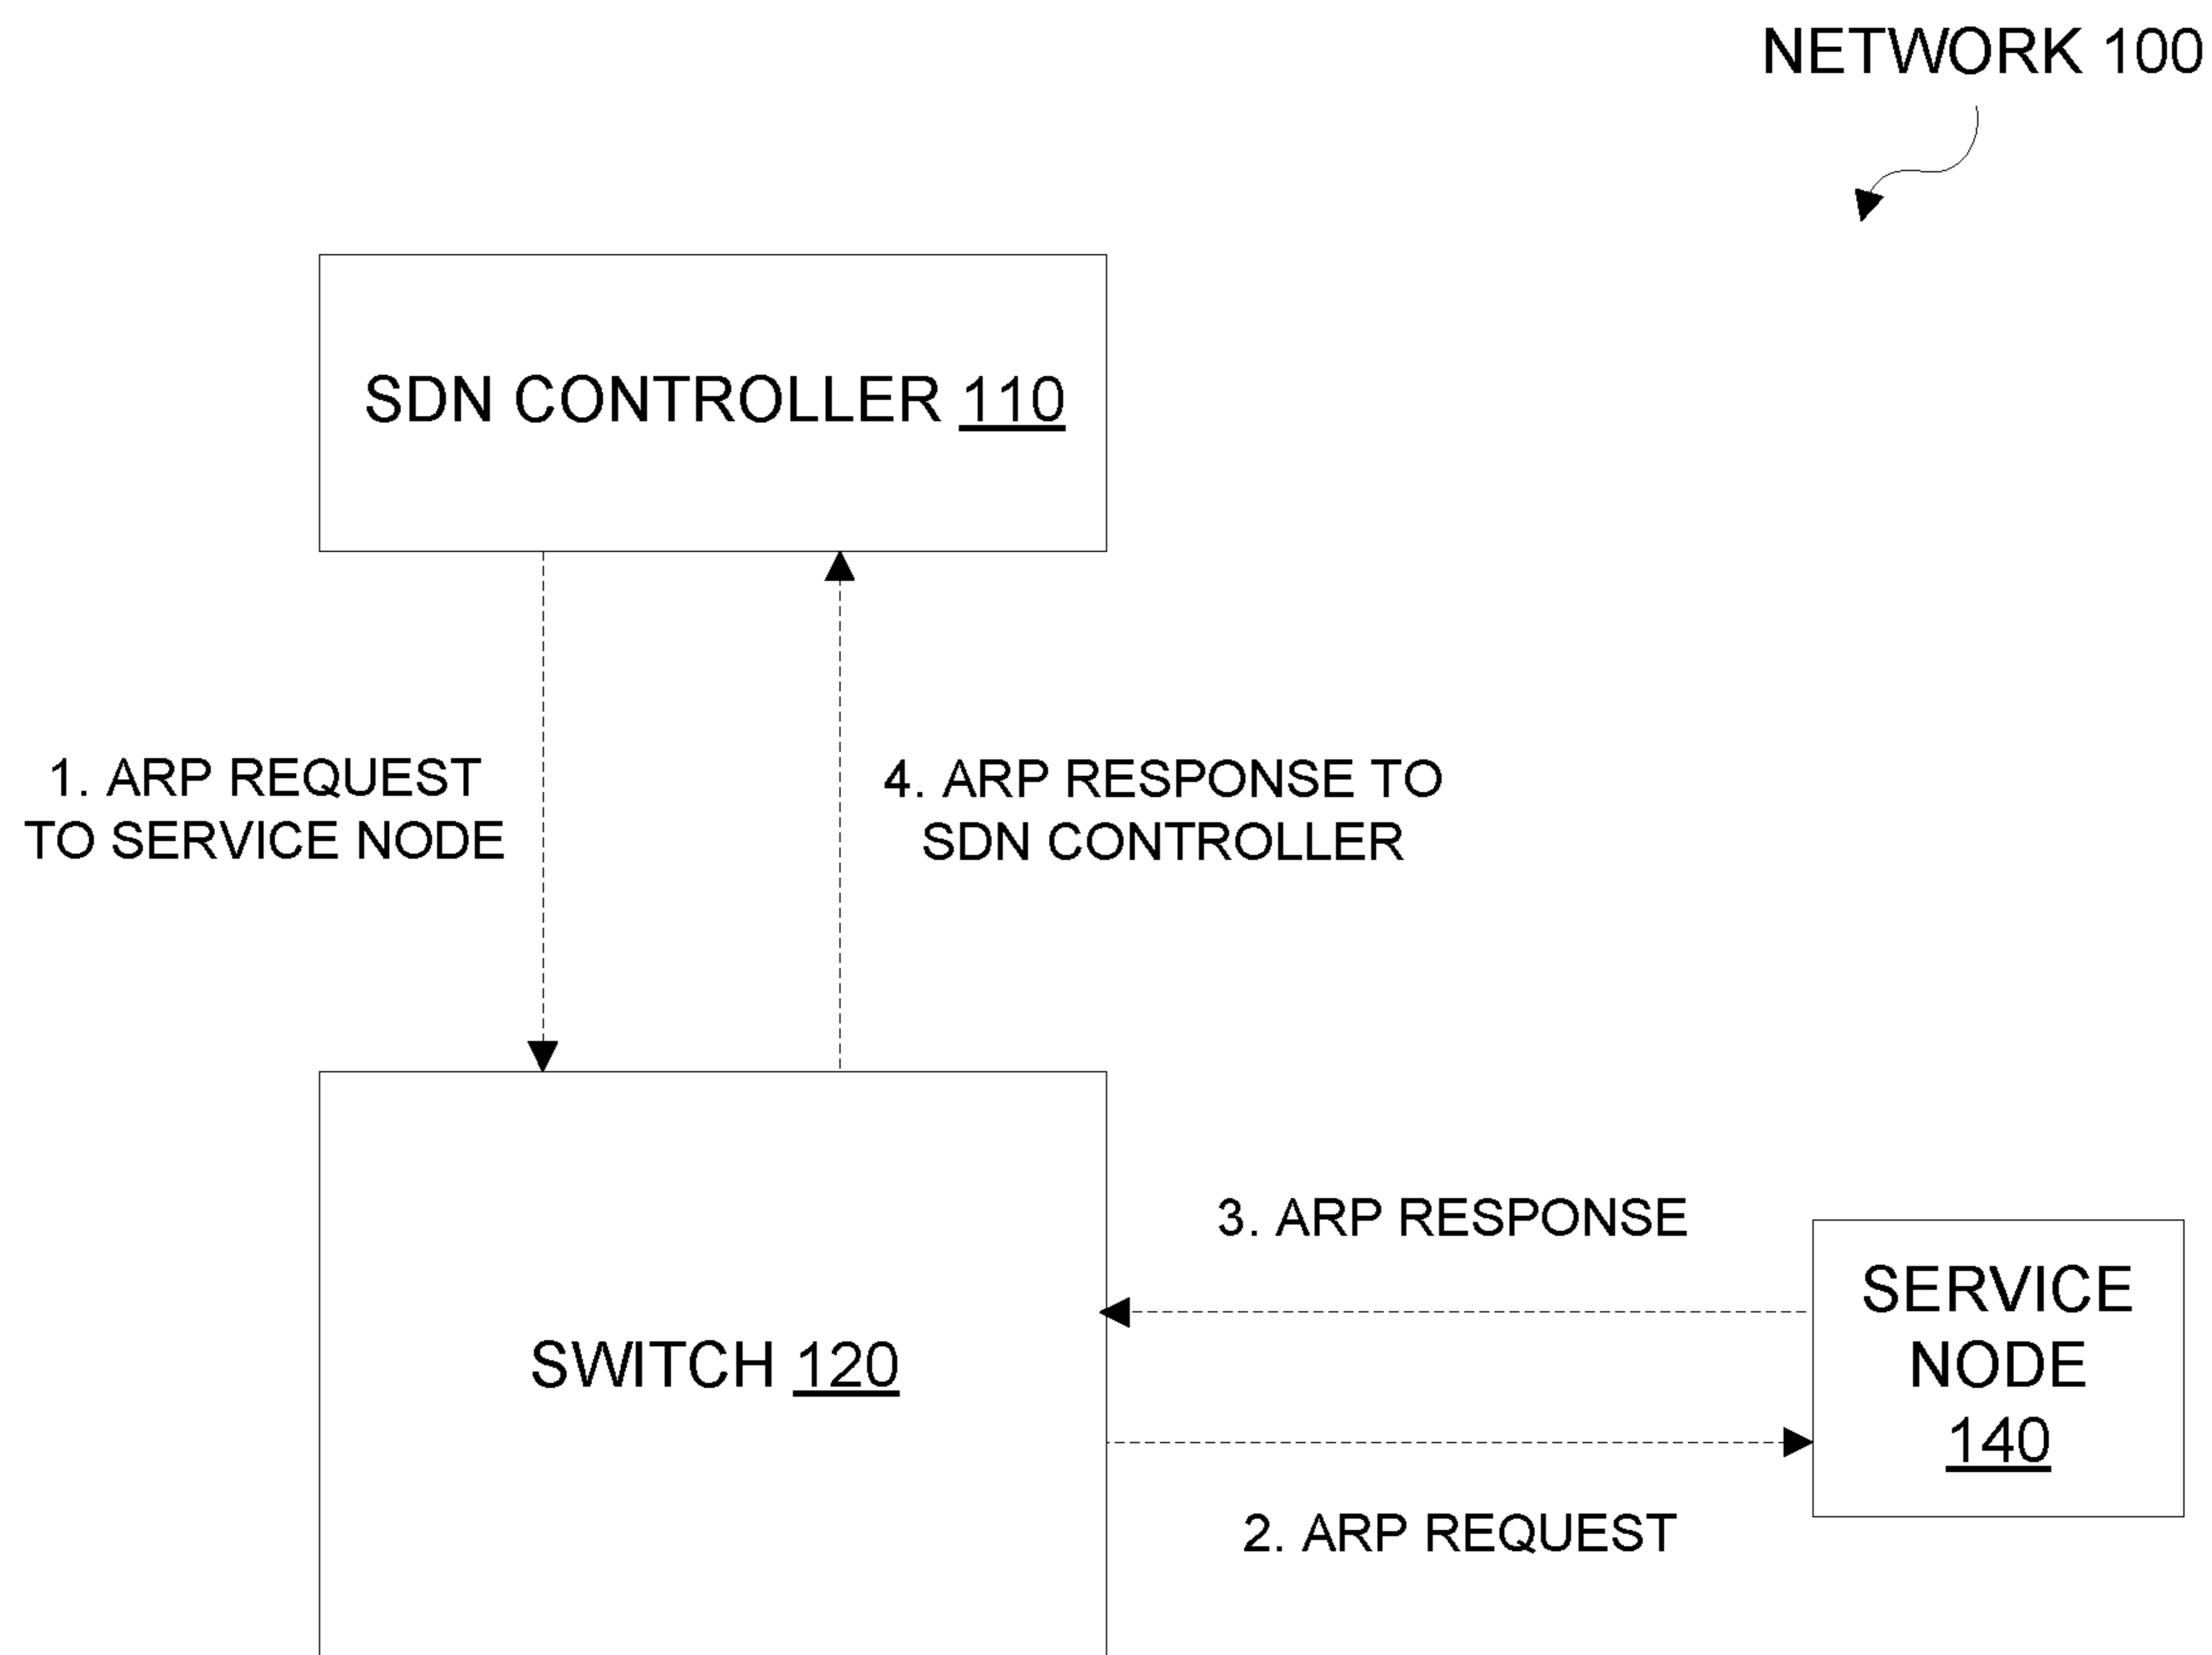 NETWORK 100
SDN CONTROLLER 110
1. ARP REQUEST
TO SERVICE NODE
4. ARP RESPONSE TO
SDN CONTROLLER
3. ARP RESPONSE
SERVICE
NODE
140
SWITCH 120
2. ARP REQUEST